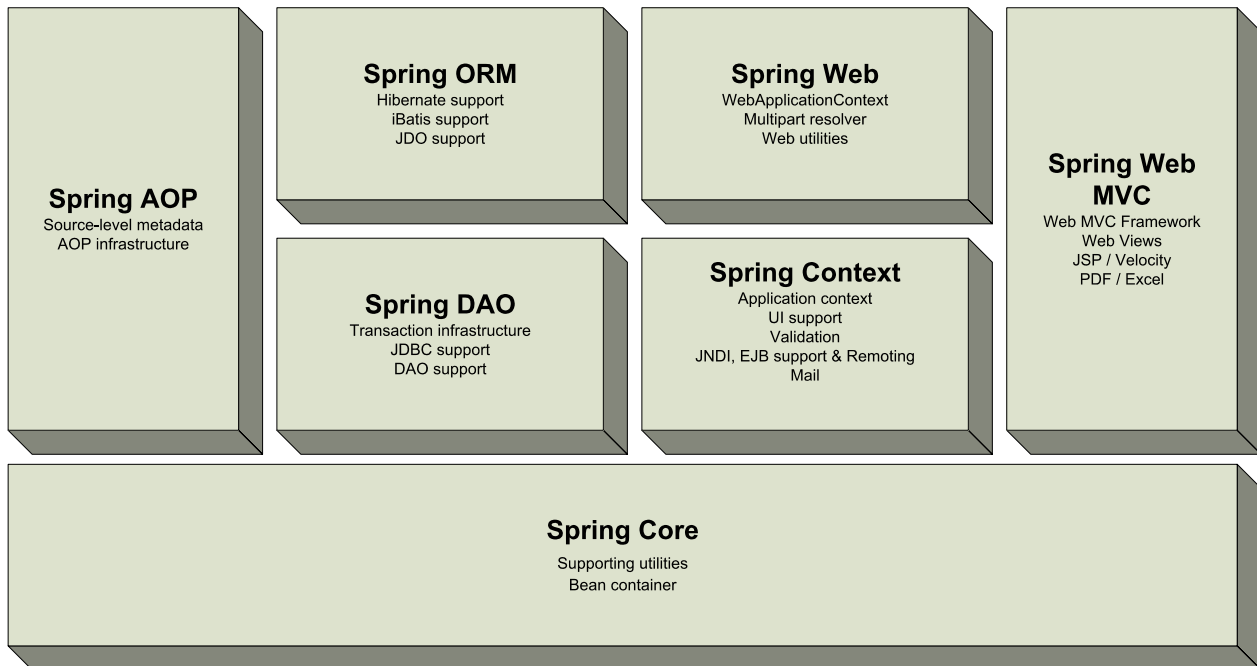 Spring AOP
Source-level metadata
AOP infrastructure
Spring ORM
Hibernate support
iBatis support
JDO support
Spring DAO
Transaction infrastructure
JDBC support
DAO support
Spring Web
WebApplicationContext
Multipart resolver
Web utilities
Spring Context
Application context
UI support
Validation
JNDI, EJB support & Remoting
Mail
Spring Web
MVC
Web MVC Framework
Web Views
JSP / Velocity
PDF / Excel
Spring Core
Supporting utilities
Bean container